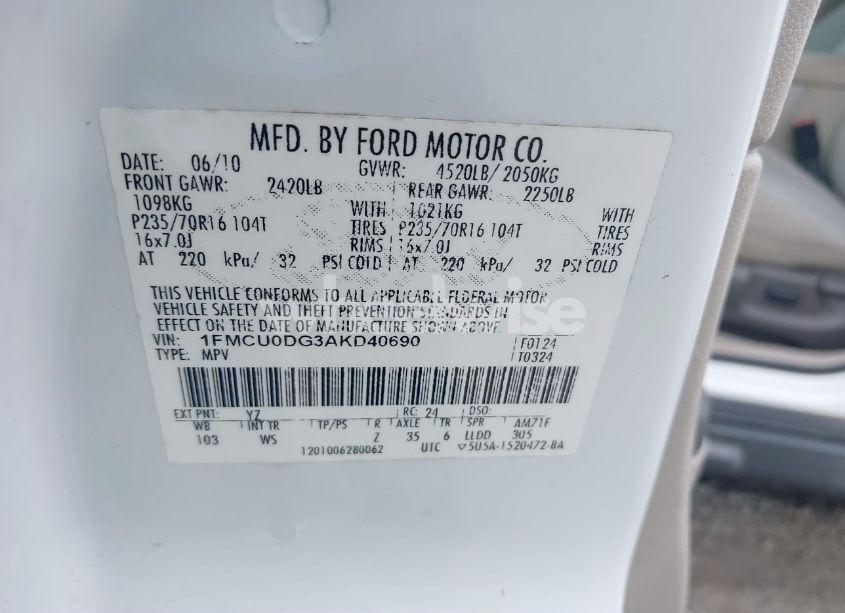 MFD. BY FORD MOTOR CO.
DATE: 06/10 GVWR: 4520LB/ 2050KG
FRONT GAWR: 2420LB REAR GAWR: 2250LB
1098KG WITH 1021KG WITH
P235/70R16 104T TIRES P235/70R16 104T TIRES
16x7.0J RIMS 16x7.0J RIMS
AT 220 kPa/ 32 PSI COLD AT 220 kPa/ 32 PSI COLD
THIS VEHICLE CONFORMS TO ALL APPLICABLE FEDERAL MOTOR
VEHICLE SAFETY AND THEFT PREVENTION STANDARDS IN
EFFECT ON THE DATE OF MANUFACTURE SHOWN ABOVE.
VIN: 1FMCU0DG3AKD40690 F0124
TYPE: MPV T0324
EXT PNT: YZ RC: 24 DSO:
WB INT TR TP/PS R AXLE TR SPR AM71F
103 WS Z 35 6 LLDD 305
1201006280062 UTC ▽5U5A-1520472-BA